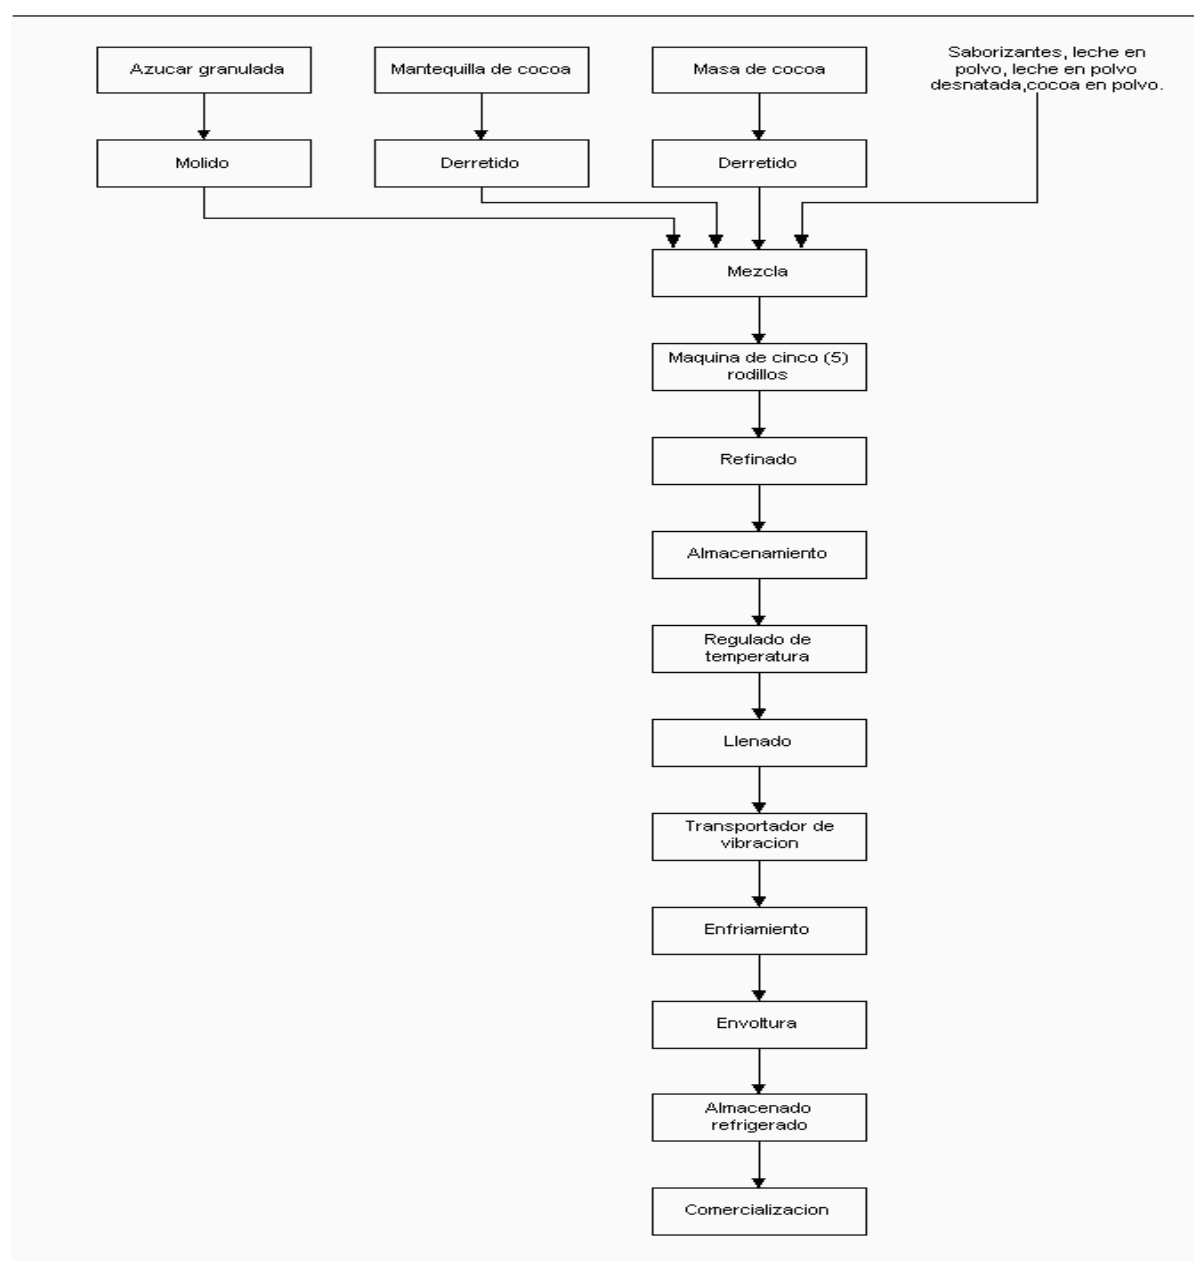 Azucar granulada
Mantequilla de cocoa
Masa de cocoa
Saborizantes, leche en
polvo, leche en polvo
desnatada,cocoa en polvo.
Molido
Derretido
Derretido
Mezcla
Maquina de cinco (5)
rodillos
Refinado
Almacenamiento
Regulado de
temperatura
Llenado
Transportador de
vibracion
Enfriamiento
Envoltura
Almacenado
refrigerado
Comercializacion